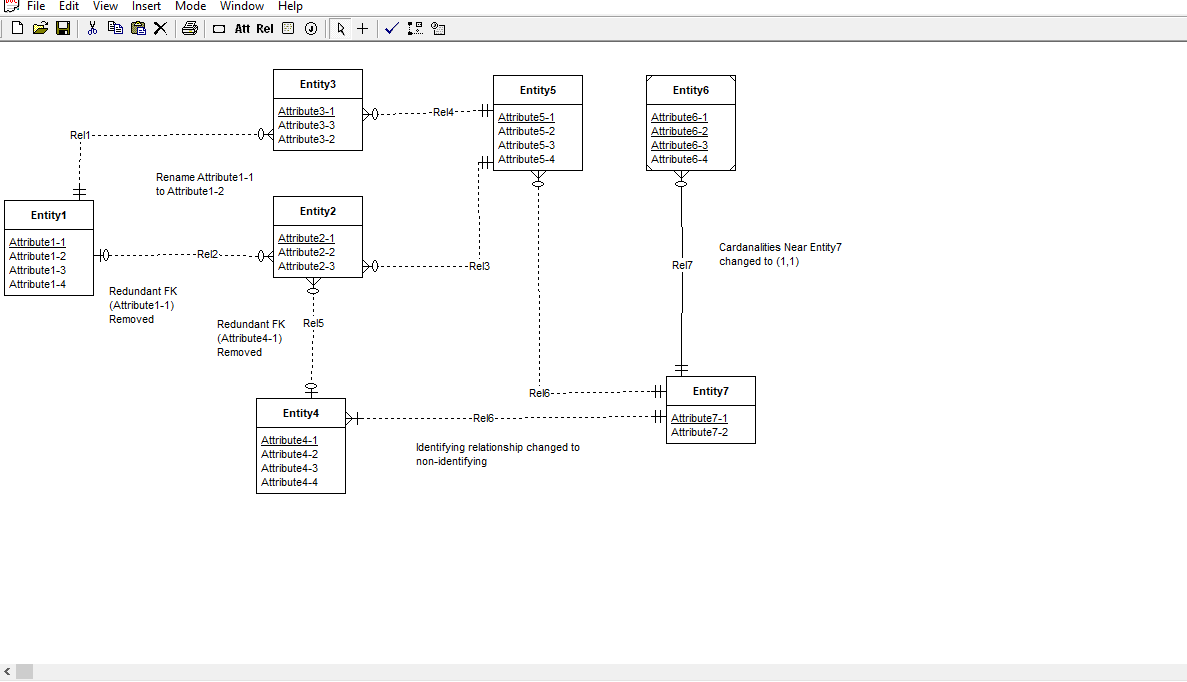 File Edit View Insert Mode Window Help
Att Rel J
Entity3
Attribute3-1
Attribute3-3
Attribute3-2
Entity5
Attribute5-1
Attribute5-2
Attribute5-3
Attribute5-4
Entity6
Attribute6-1
Attribute6-2
Attribute6-3
Attribute6-4
Rel4
Rel1
Rename Attribute1-1
to Attribute1-2
Entity1
Attribute1-1
Attribute1-2
Attribute1-3
Attribute1-4
Entity2
Attribute2-1
Attribute2-2
Attribute2-3
Rel2
Rel3
Rel7
Cardanalities Near Entity7
changed to (1,1)
Redundant FK
(Attribute1-1)
Removed
Redundant FK
(Attribute4-1)
Removed
Rel5
Rel6
Entity4
Attribute4-1
Attribute4-2
Attribute4-3
Attribute4-4
Rel6
Entity7
Attribute7-1
Attribute7-2
Identifying relationship changed to
non-identifying